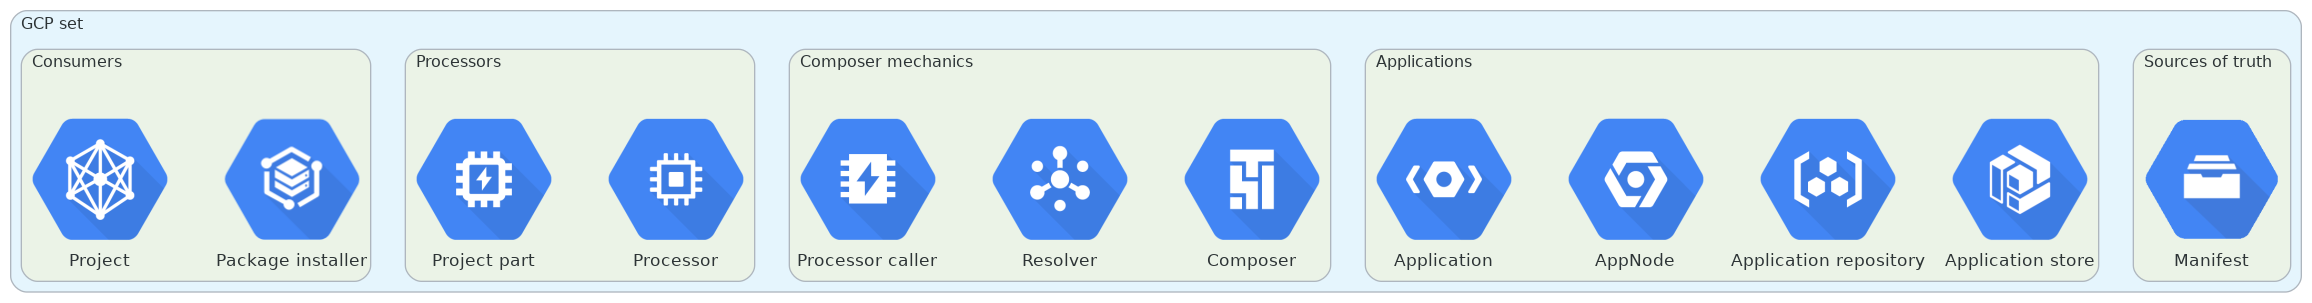 GCP set
Consumers
Processors
Composer mechanics
Applications
Sources of truth
Project
Package installer
Project part
Processor
Processor caller
Resolver
Composer
Application
AppNode
Application repository
Application store
Manifest